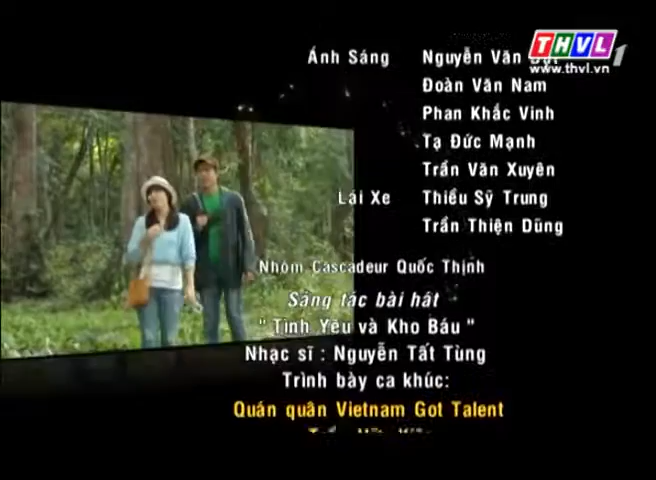 THVL1
www.thvl.vn
Ánh Sáng Nguyễn Văn
Đoàn Văn Nam
Phan Khắc Vinh
Tạ Đức Mạnh
Trần Văn Xuyên
Lái Xe Thiều Sỹ Trung
Trần Thiện Dũng
Nhóm Cascadeur Quốc Thịnh
Sáng tác bài hát
" Tình Yêu và Kho Báu "
Nhạc sĩ : Nguyễn Tất Tùng
Trình bày ca khúc:
Quán quân Vietnam Got Talent